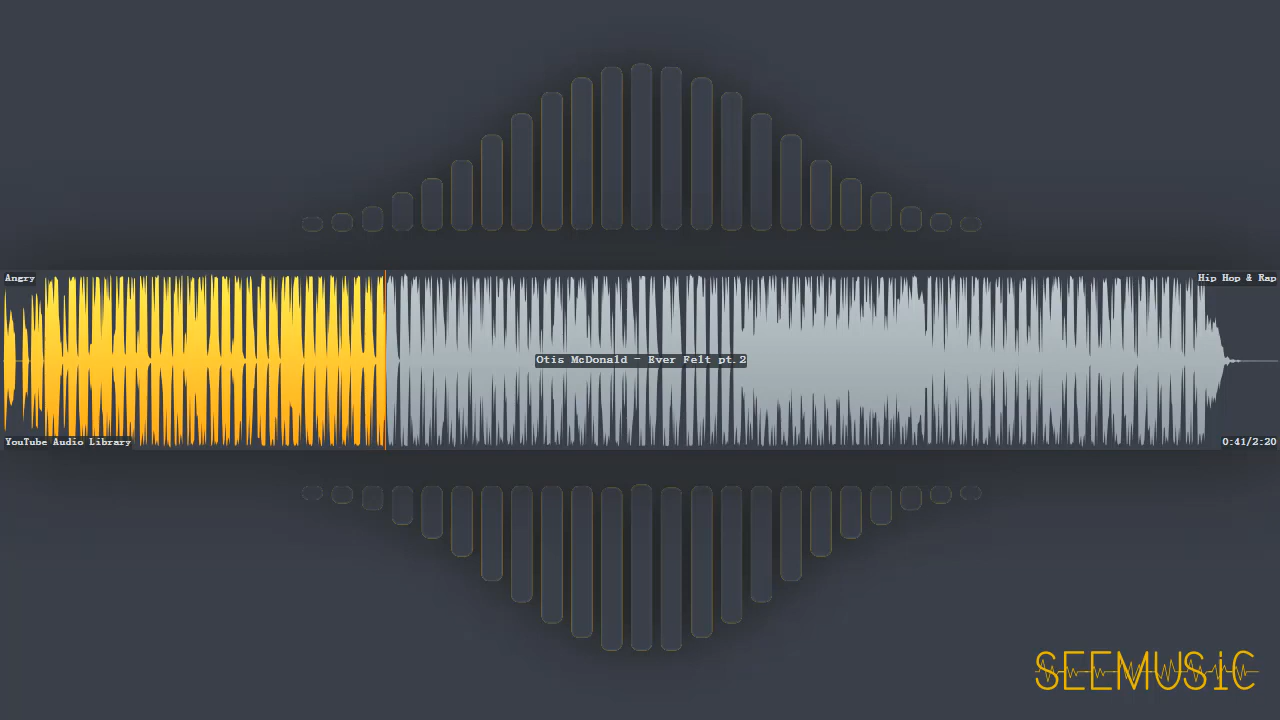 Angry
Hip Hop & Rap
Otis McDonald - Ever Felt pt.2
YouTube Audio Library
0:41/2:20
SEEMUSiC